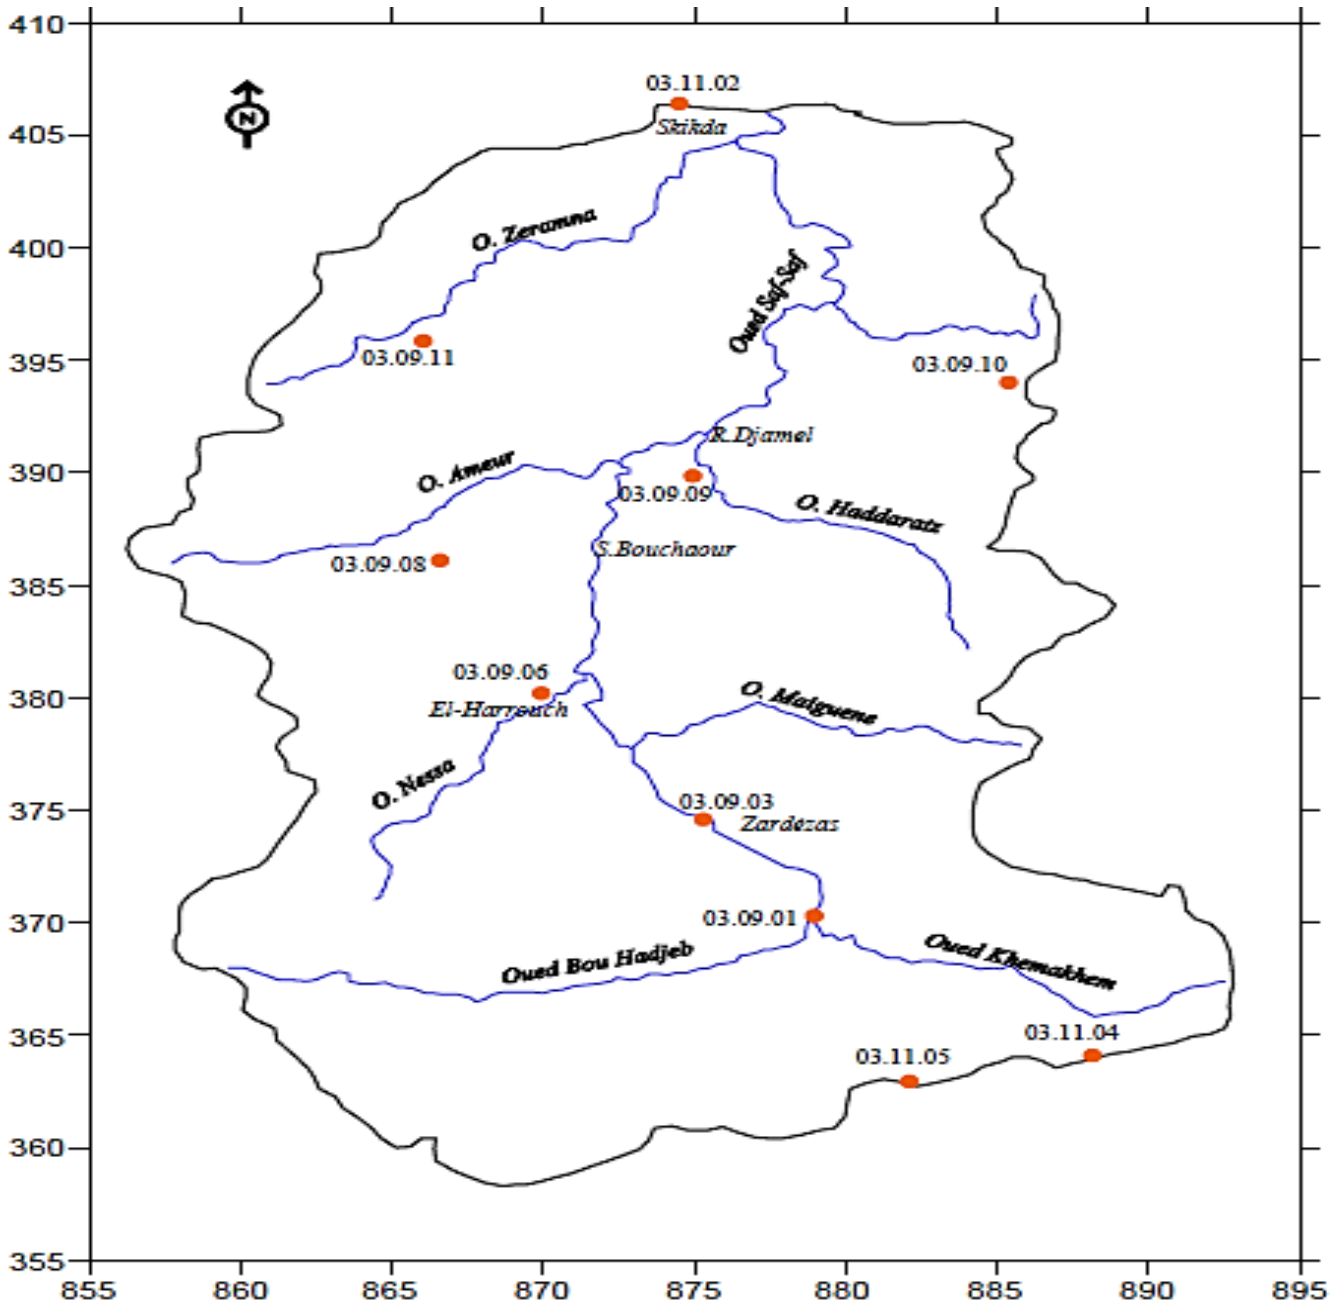 410
03.11.02
N
405
Skikda
O. Zeramna
400
Oued Saf-Saf
03.09.11
395
03.09.10
R.Djamel
O. Ameur
390
03.09.09
O. Haddaratz
S.Bouchaour
03.09.08
385
03.09.06
380
O. Maiguene
El-Harrouch
O. Nessa
375
03.09.03
Zardezas
370
03.09.01
Oued Bou Hadjeb
Oued Khemakhem
365
03.11.04
03.11.05
360
355
855 860 865 870 875 880 885 890 895